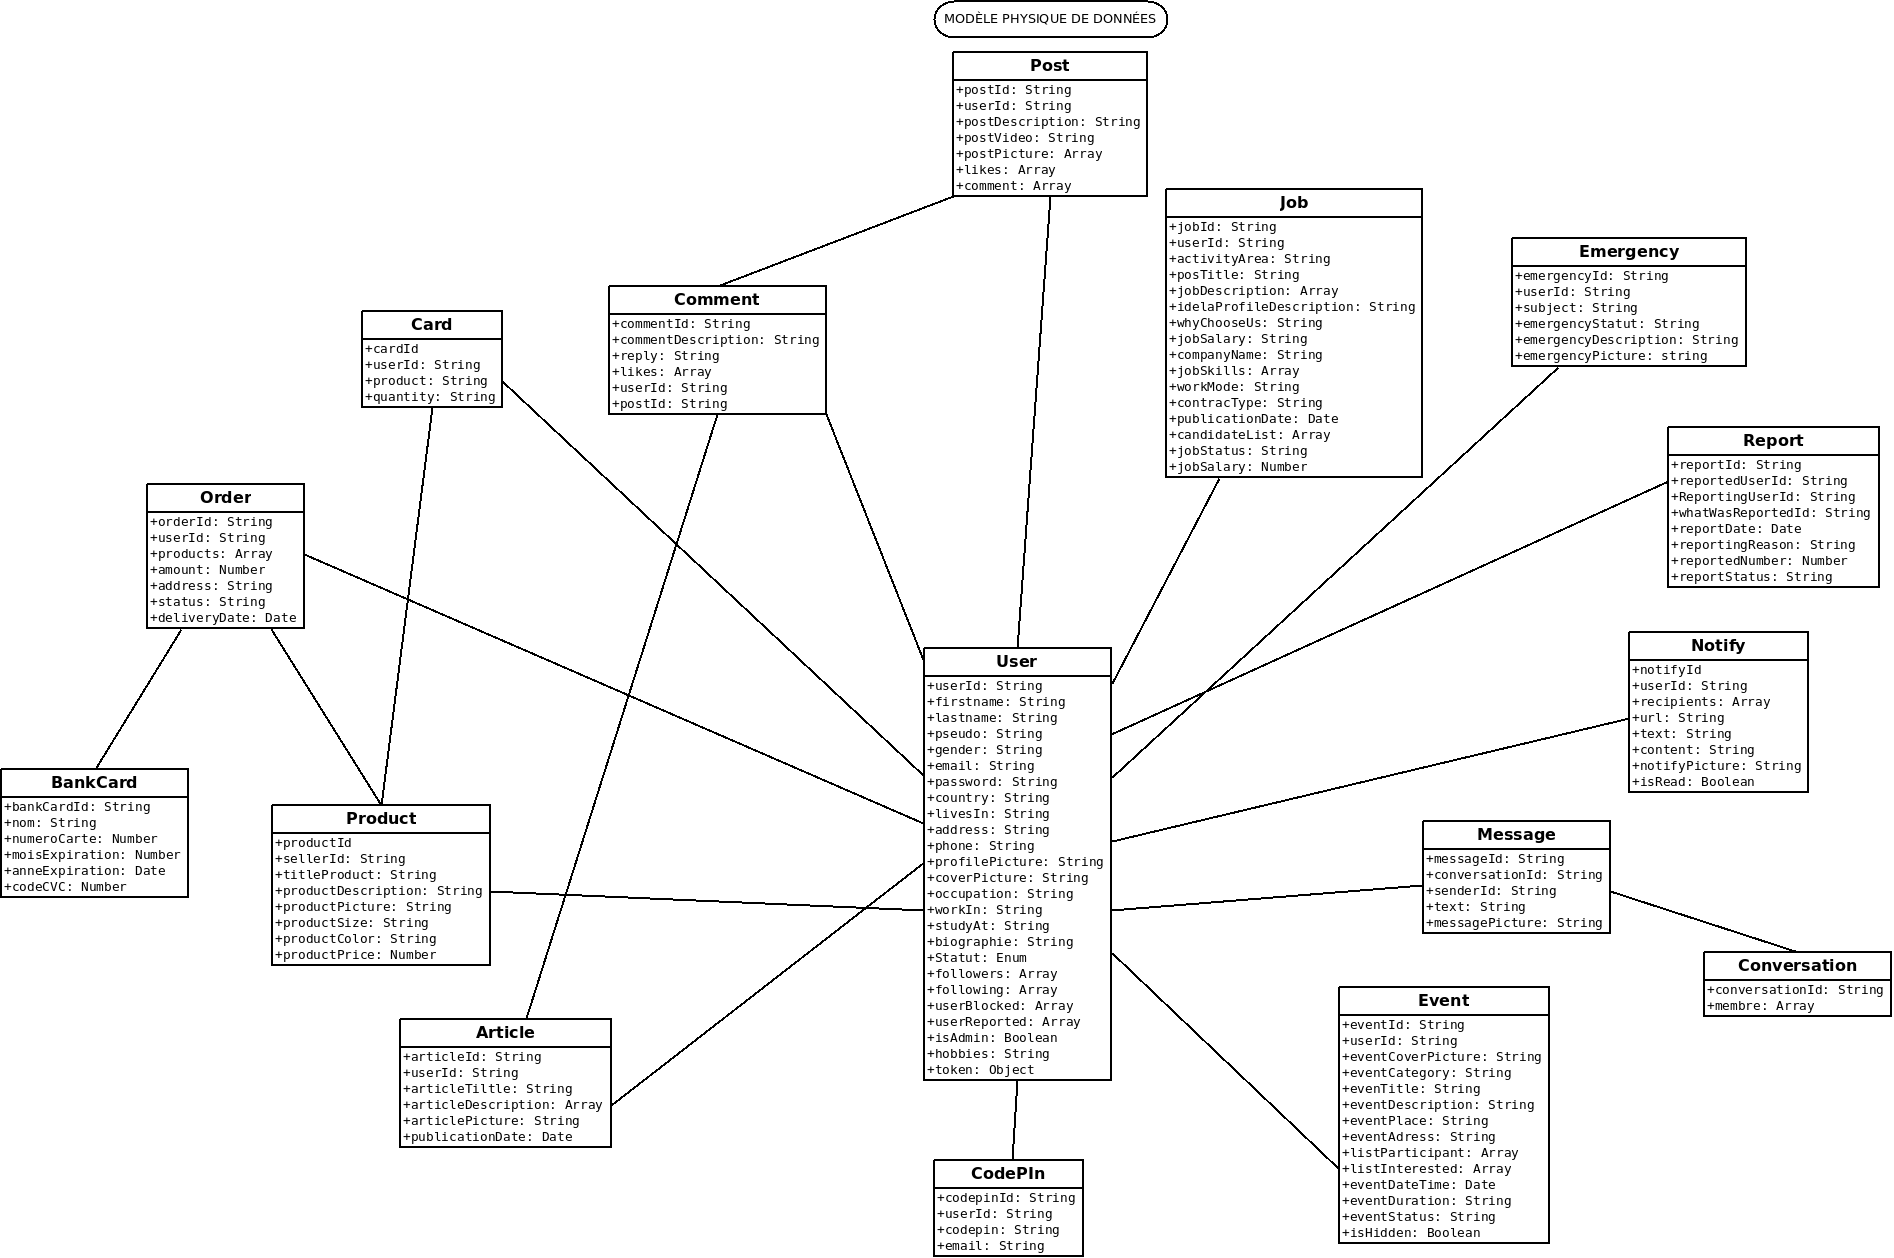 MODÈLE PHYSIQUE DE DONNÉES
Post
+postId: String
+userId: String
+postDescription: String
+postVideo: String
+postPicture: Array
+likes: Array
+comment: Array
Job
+jobId: String
+userId: String
+activityArea: String
+posTitle: String
+jobDescription: Array
+idelaProfileDescription: String
+whyChooseUs: String
+jobSalary: String
+companyName: String
+jobSkills: Array
+workMode: String
+contracType: String
+publicationDate: Date
+candidateList: Array
+jobStatus: String
+jobSalary: Number
Emergency
+emergencyId: String
+userId: String
+subject: String
+emergencyStatut: String
+emergencyDescription: String
+emergencyPicture: string
Comment
+commentId: String
+commentDescription: String
+reply: String
+likes: Array
+userId: String
+postId: String
Card
+cardId
+userId: String
+product: String
+quantity: String
Report
+reportId: String
+reportedUserId: String
+ReportingUserId: String
+whatWasReportedId: String
+reportDate: Date
+reportingReason: String
+reportedNumber: Number
+reportStatus: String
Order
+orderId: String
+userId: String
+products: Array
+amount: Number
+address: String
+status: String
+deliveryDate: Date
Notify
+notifyId
+userId: String
+recipients: Array
+url: String
+text: String
+content: String
+notifyPicture: String
+isRead: Boolean
User
+userId: String
+firstname: String
+lastname: String
+pseudo: String
+gender: String
+email: String
+password: String
+country: String
+livesIn: String
+address: String
+phone: String
+profilePicture: String
+coverPicture: String
+occupation: String
+workIn: String
+studyAt: String
+biographie: String
+Statut: Enum
+followers: Array
+following: Array
+userBlocked: Array
+userReported: Array
+isAdmin: Boolean
+hobbies: String
+token: Object
BankCard
+bankCardId: String
+nom: String
+numeroCarte: Number
+moisExpiration: Number
+anneExpiration: Date
+codeCVC: Number
Product
+productId
+sellerId: String
+titleProduct: String
+productDescription: String
+productPicture: String
+productSize: String
+productColor: String
+productPrice: Number
Message
+messageId: String
+conversationId: String
+senderId: String
+text: String
+messagePicture: String
Conversation
+conversationId: String
+membre: Array
Event
+eventId: String
+userId: String
+eventCoverPicture: String
+eventCategory: String
+evenTitle: String
+eventDescription: String
+eventPlace: String
+eventAdress: String
+listParticipant: Array
+listInterested: Array
+eventDateTime: Date
+eventDuration: String
+eventStatus: String
+isHidden: Boolean
Article
+articleId: String
+userId: String
+articleTiltle: String
+articleDescription: Array
+articlePicture: String
+publicationDate: Date
CodePIn
+codepinId: String
+userId: String
+codepin: String
+email: String